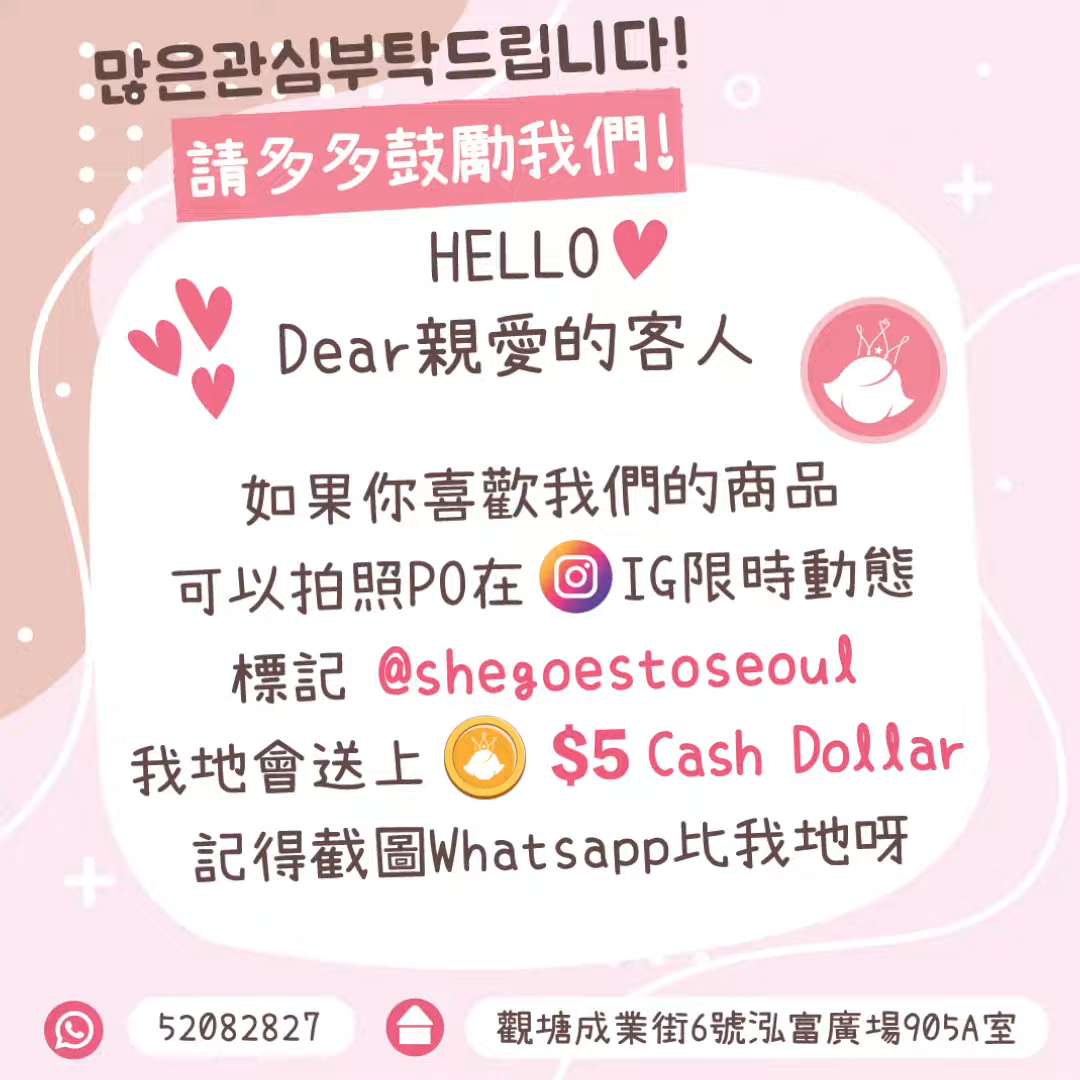 많은관심부탁드립니다!
請多多鼓勵我們!
HELLO
Dear親愛的客人
如果你喜歡我們的商品
可以拍照PO在 IG限時動態
標記 @shegoestoseoul
我地會送上 $5 Cash Dollar
記得截圖Whatsapp比我地呀
52082827
觀塘成業街6號泓富廣場905A室